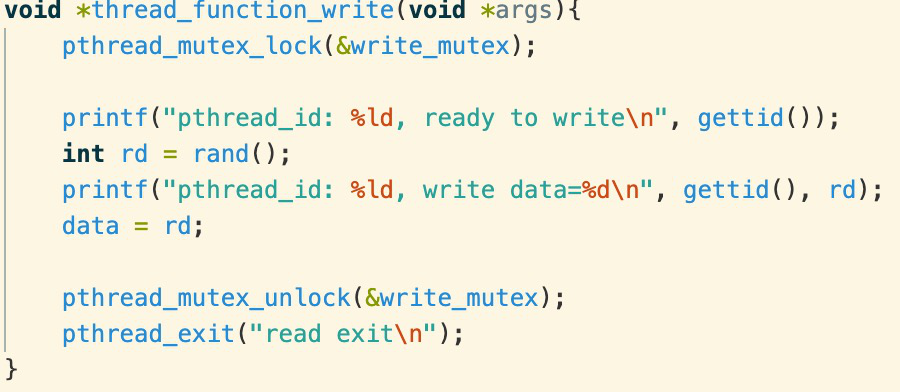 void *thread_function_write(void *args){
pthread_mutex_lock(&write_mutex);
printf("pthread_id: %ld, ready to write\n", gettid());
int rd = rand();
printf("pthread_id: %ld, write data=%d\n", gettid(), rd);
data = rd;
pthread_mutex_unlock(&write_mutex);
pthread_exit("read exit\n");
}